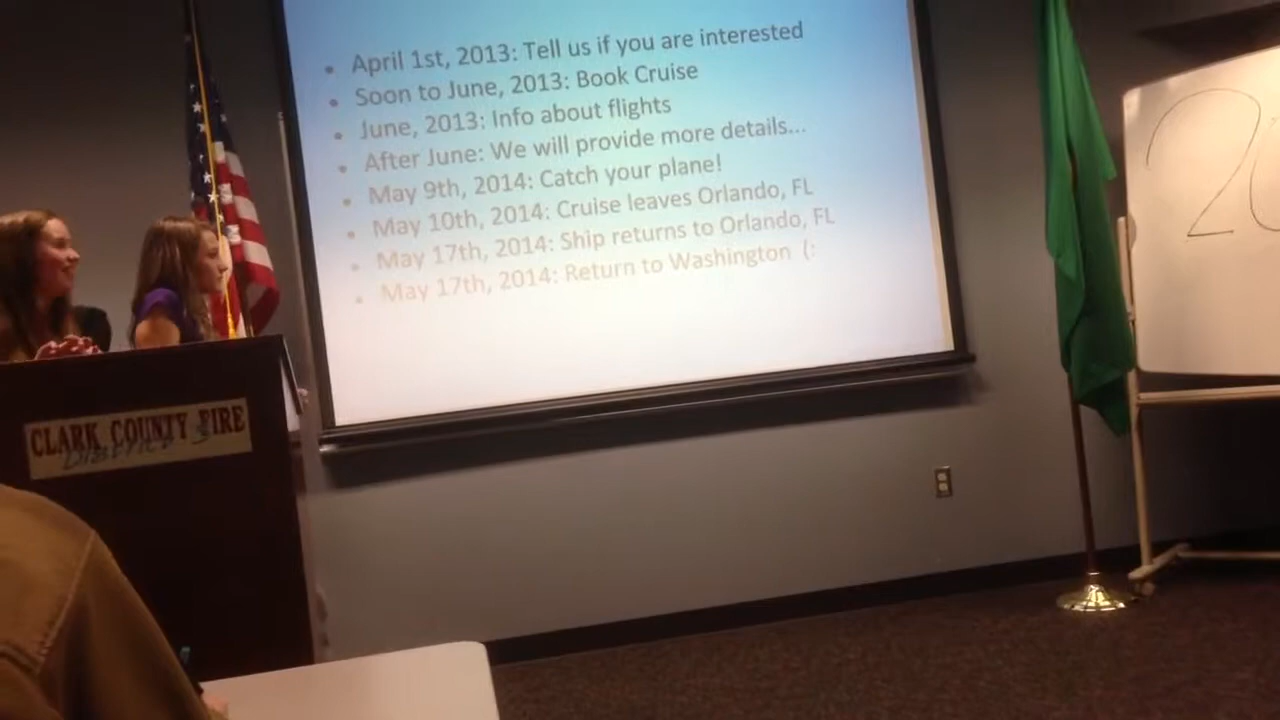 • April 1st, 2013: Tell us if you are interested
• Soon to June, 2013: Book Cruise
• June, 2013: Info about flights
• After June: We will provide more details...
• May 9th, 2014: Catch your plane!
• May 10th, 2014: Cruise leaves Orlando, FL
• May 17th, 2014: Ship returns to Orlando, FL
• May 17th, 2014: Return to Washington (:
20
CLARK COUNTY FIRE
DISTRICT 3